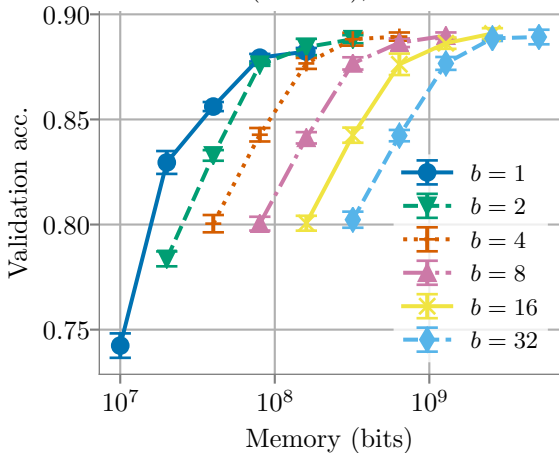 0.90
0.85
0.80
0.75
Validation acc.
10^7
10^8
10^9
Memory (bits)
b = 1
b = 2
b = 4
b = 8
b = 16
b = 32